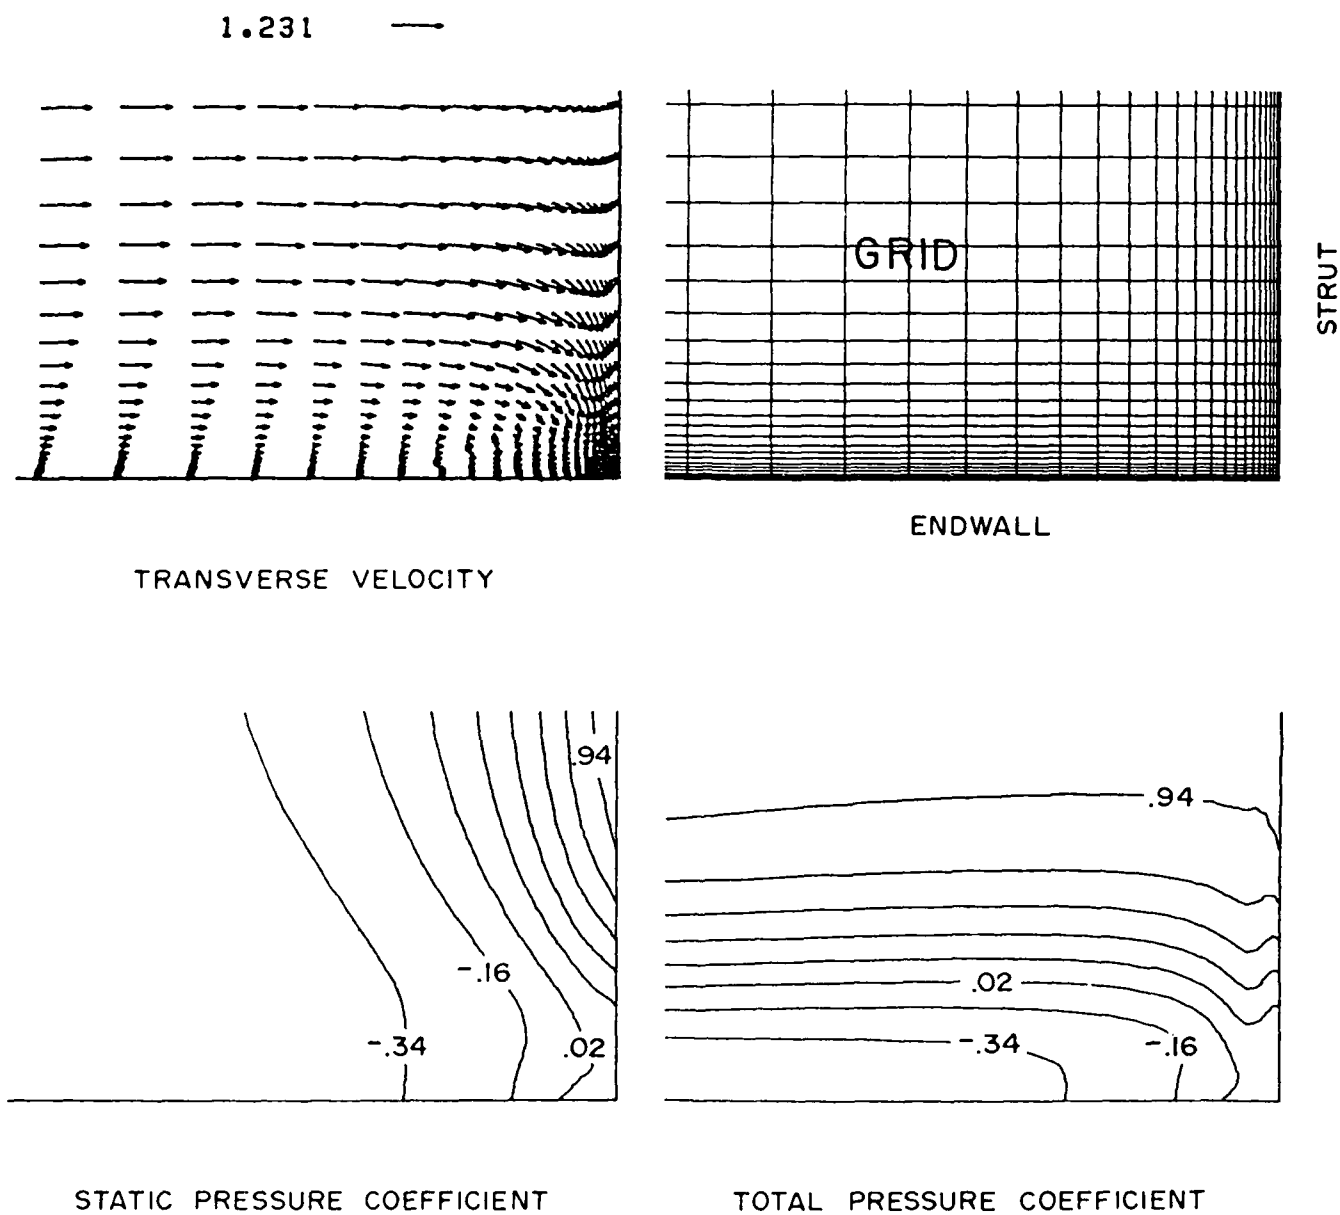 1.231
GRID
STRUT
ENDWALL
TRANSVERSE VELOCITY
.94
-.16
-.34
.02
.94
.02
-.34
-.16
STATIC PRESSURE COEFFICIENT
TOTAL PRESSURE COEFFICIENT